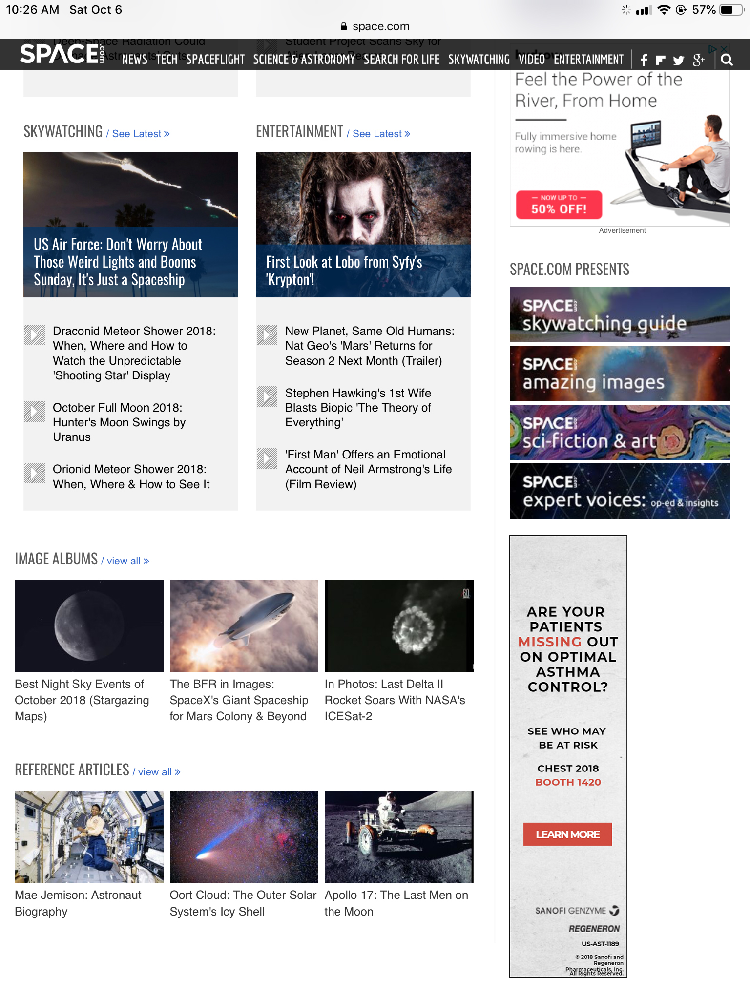 10:26 AM Sat Oct 6
57%
space.com
Deep-Space Radiation Could
Student Project Scans Sky for
SPACE.com
NEWS TECH SPACEFLIGHT SCIENCE & ASTRONOMY SEARCH FOR LIFE SKYWATCHING VIDEO ENTERTAINMENT
hydrow
Feel the Power of the
River, From Home
Fully immersive home
rowing is here.
— NOW UP TO —
50% OFF!
Advertisement
SKYWATCHING / See Latest »
US Air Force: Don't Worry About
Those Weird Lights and Booms
Sunday, It's Just a Spaceship
Draconid Meteor Shower 2018:
When, Where and How to
Watch the Unpredictable
'Shooting Star' Display
October Full Moon 2018:
Hunter's Moon Swings by
Uranus
Orionid Meteor Shower 2018:
When, Where & How to See It
ENTERTAINMENT / See Latest »
First Look at Lobo from Syfy's
'Krypton'!
New Planet, Same Old Humans:
Nat Geo's 'Mars' Returns for
Season 2 Next Month (Trailer)
Stephen Hawking's 1st Wife
Blasts Biopic 'The Theory of
Everything'
'First Man' Offers an Emotional
Account of Neil Armstrong's Life
(Film Review)
SPACE.COM PRESENTS
SPACE.com
skywatching guide
SPACE.com
amazing images
SPACE.com
sci-fiction & art
SPACE.com
expert voices: op-ed & insights
IMAGE ALBUMS / view all »
60
Best Night Sky Events of
October 2018 (Stargazing
Maps)
The BFR in Images:
SpaceX's Giant Spaceship
for Mars Colony & Beyond
In Photos: Last Delta II
Rocket Soars With NASA's
ICESat-2
REFERENCE ARTICLES / view all »
Mae Jemison: Astronaut
Biography
Oort Cloud: The Outer Solar
System's Icy Shell
Apollo 17: The Last Men on
the Moon
ARE YOUR
PATIENTS
MISSING OUT
ON OPTIMAL
ASTHMA
CONTROL?
SEE WHO MAY
BE AT RISK
CHEST 2018
BOOTH 1420
LEARN MORE
SANOFI GENZYME
REGENERON
US-AST-1189
© 2018 Sanofi and
Regeneron
Pharmaceuticals, Inc.
All Rights Reserved.